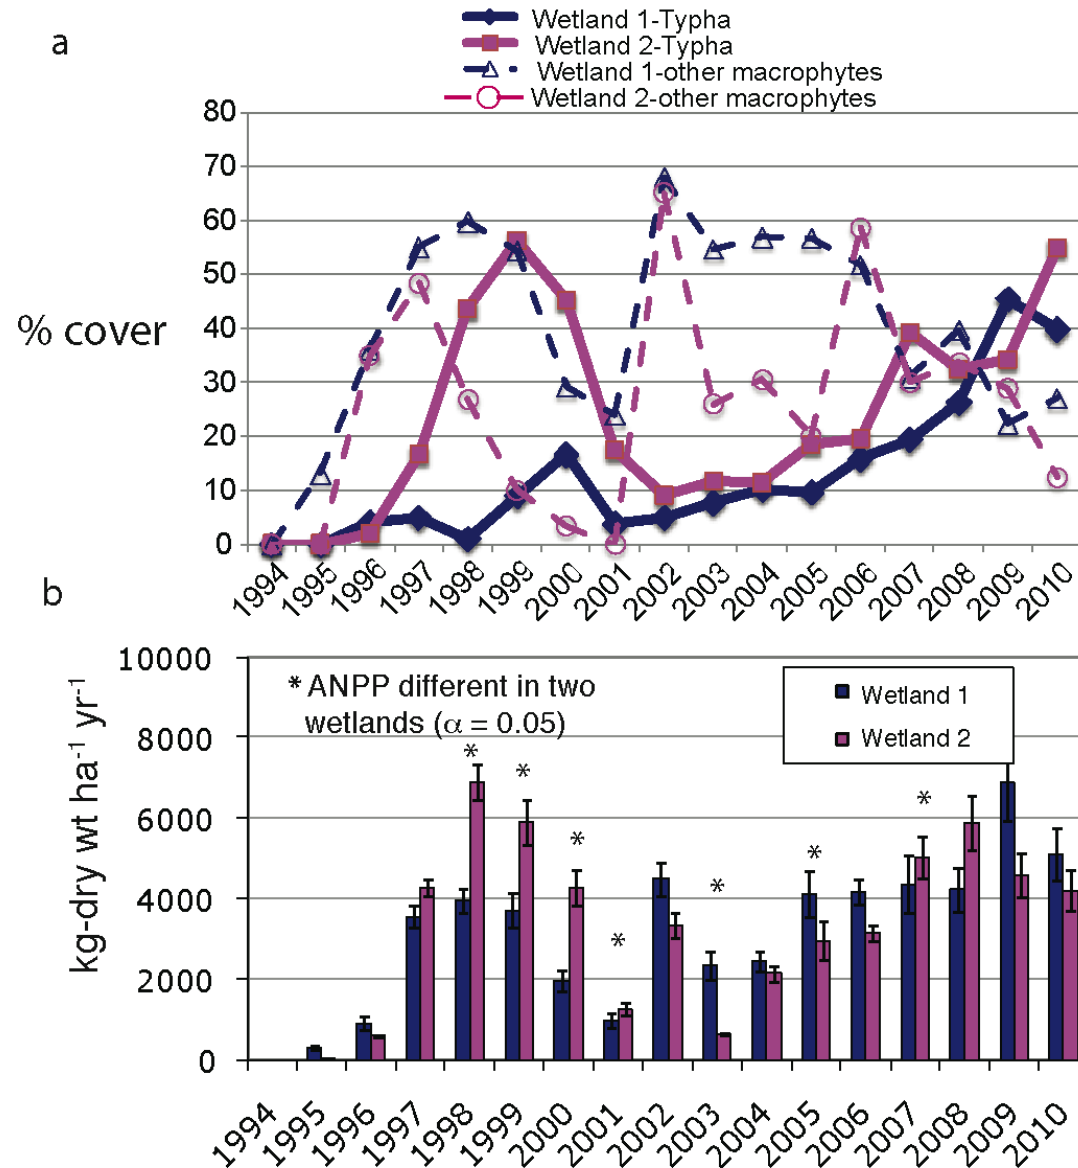 a
Wetland 1-Typha
Wetland 2-Typha
Wetland 1-other macrophytes
Wetland 2-other macrophytes
80
70
60
50
% cover
40
30
20
10
0
1994 1995 1996 1997 1998 1999 2000 2001 2002 2003 2004 2005 2006 2007 2008 2009 2010
b
10000
* ANPP different in two
wetlands (α = 0.05)
Wetland 1
Wetland 2
kg-dry wt ha-1 yr-1
8000
* * * * * * *
6000
4000
2000
0
1994 1995 1996 1997 1998 1999 2000 2001 2002 2003 2004 2005 2006 2007 2008 2009 2010